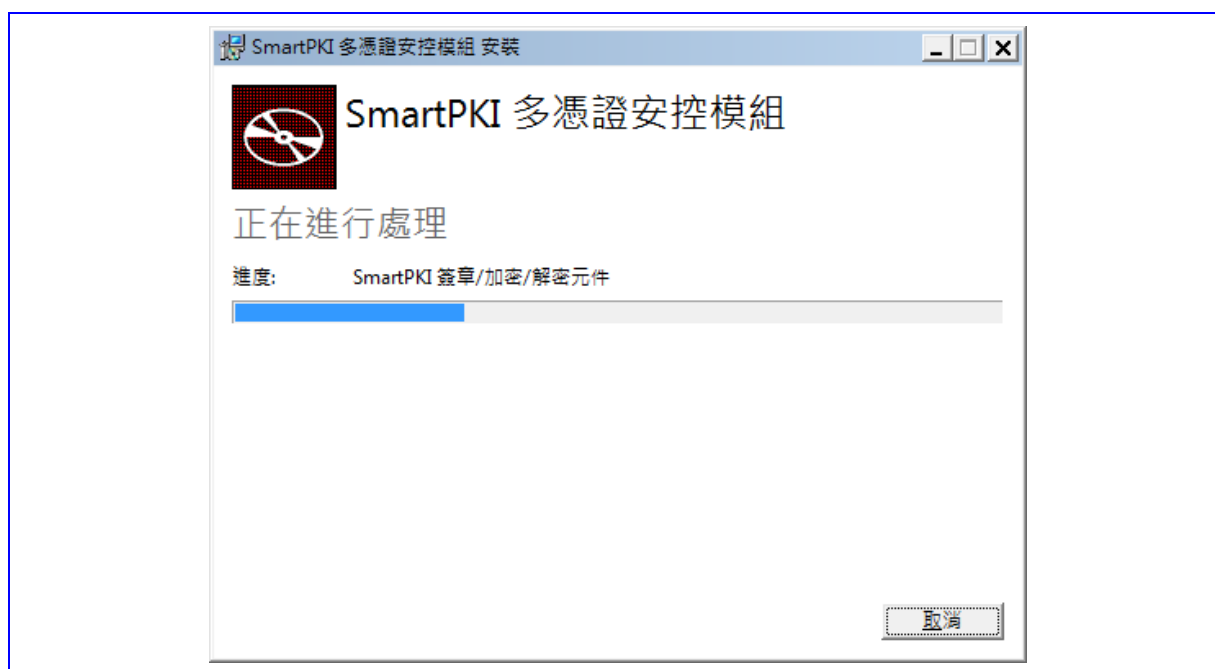 SmartPKI 多憑證安控模組 安裝
SmartPKI 多憑證安控模組
正在進行處理
進度: SmartPKI 簽章/加密/解密元件
取消